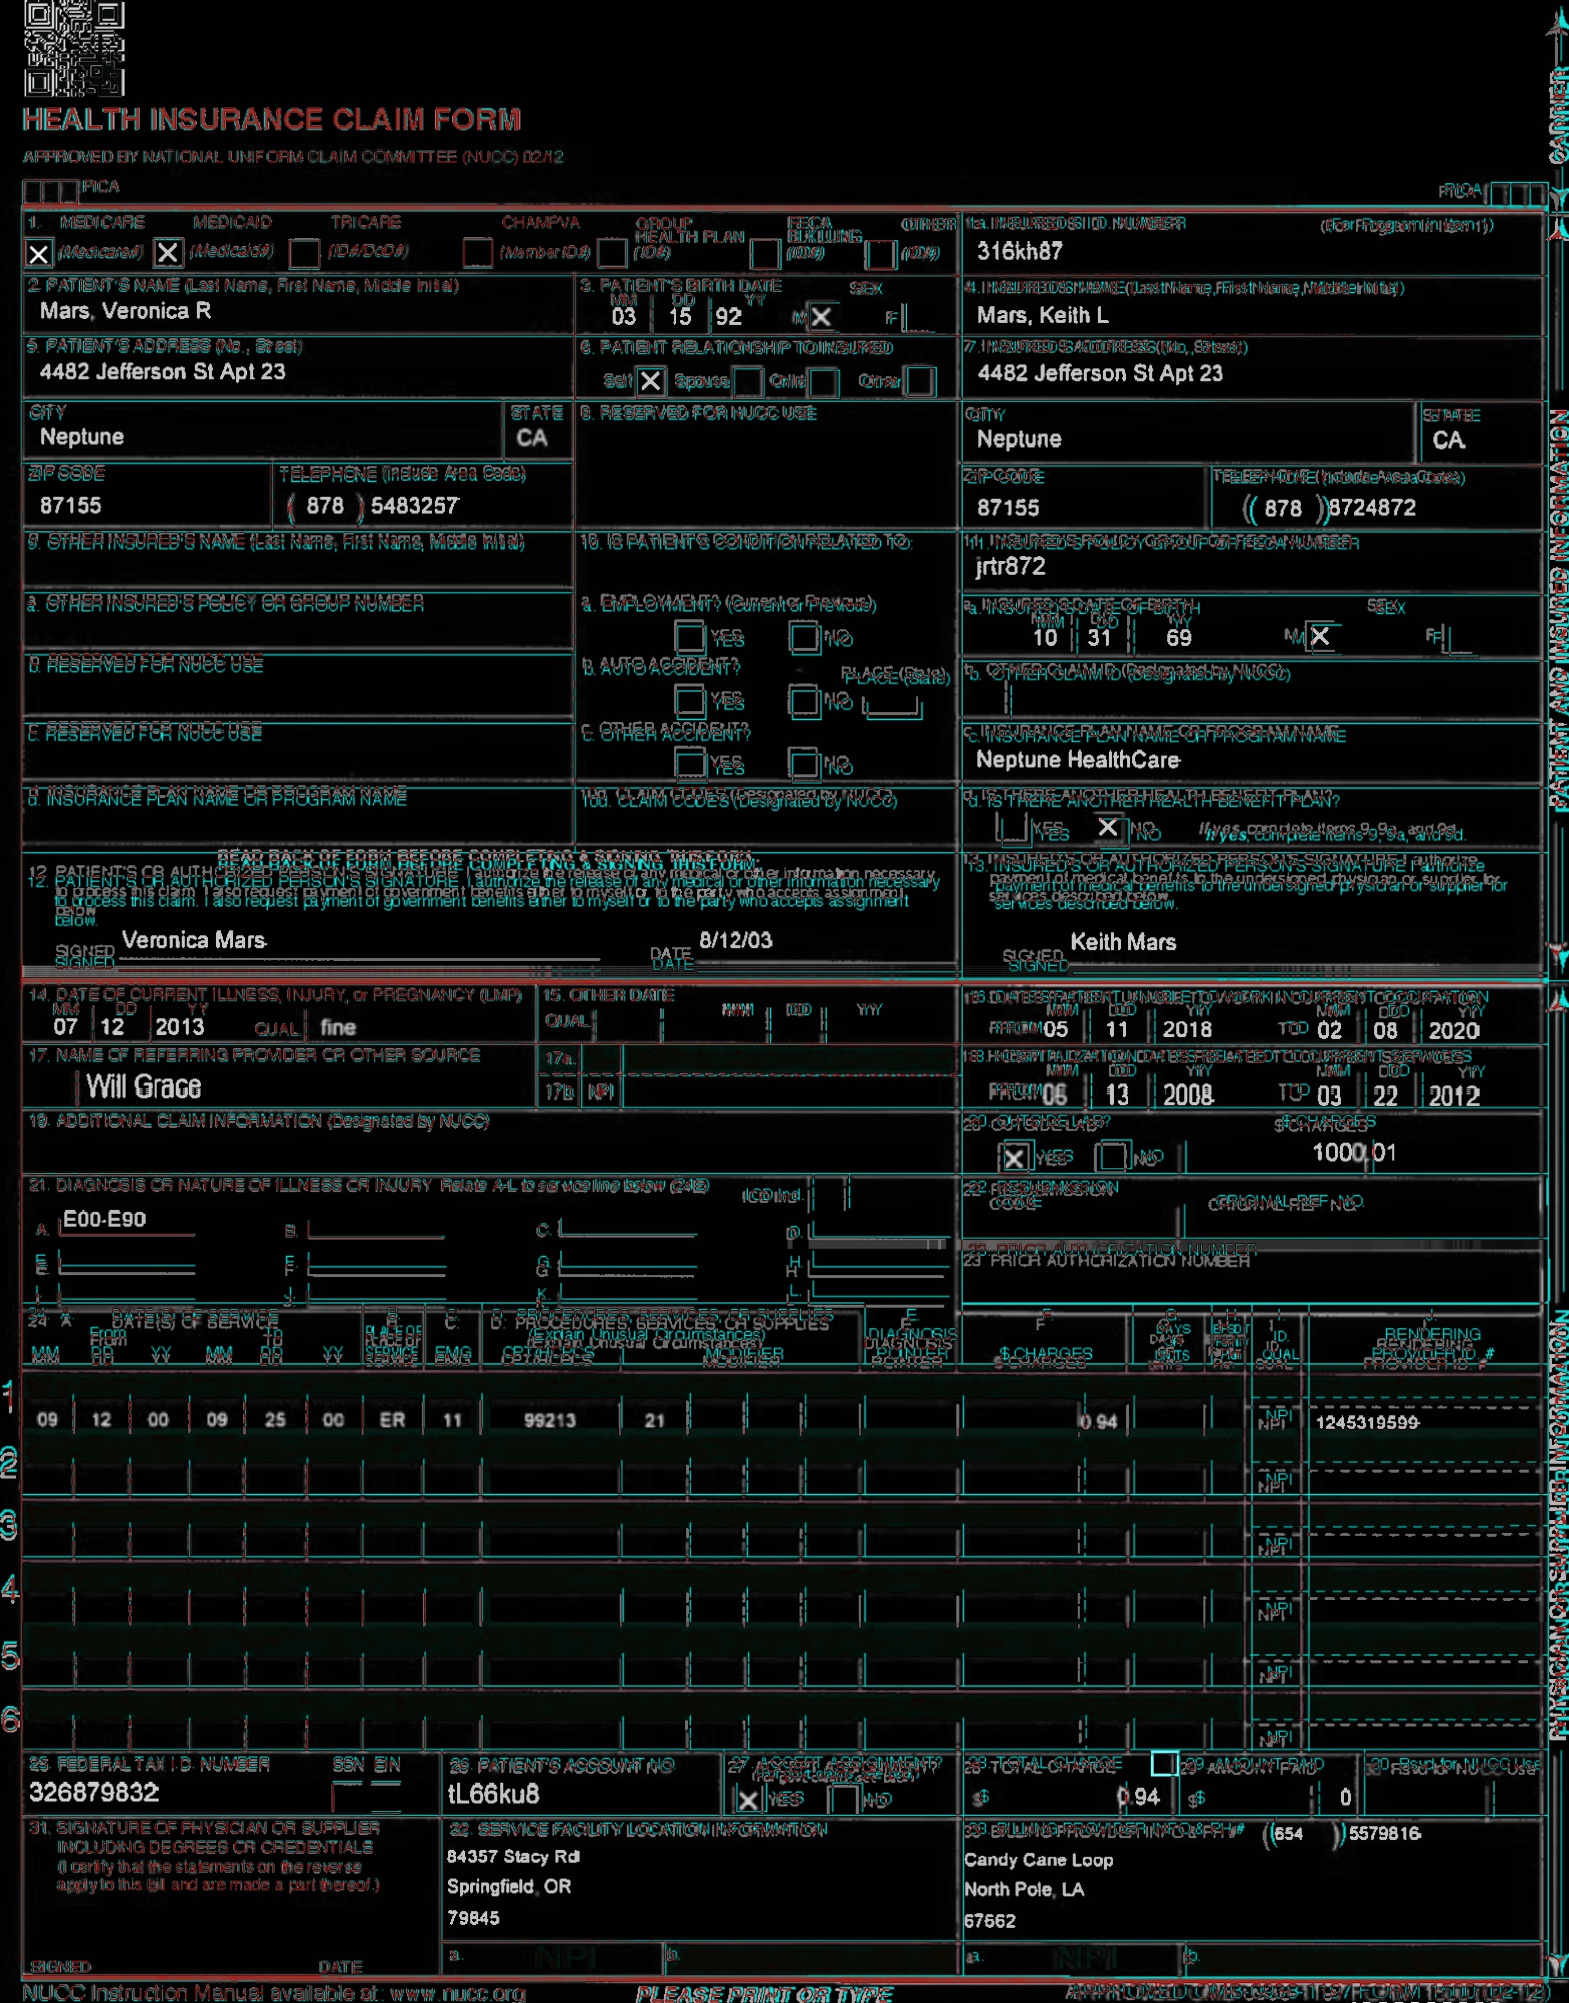 HEALTH INSURANCE CLAIM FORM
APPROVED BY NATIONAL UNIFORM CLAIM COMMITTEE (NUCC) 02/12
PICA PICA
CARRIER
1. MEDICARE MEDICAID TRICARE CHAMPVA GROUP HEALTH PLAN FECA BLK LUNG OTHER
(Medicare#) (Medicaid#) (ID#/DoD#) (Member ID#) (ID#) (ID#) (ID#)
1a. INSURED'S I.D. NUMBER (For Program in Item 1)
316kh87
2. PATIENT'S NAME (Last Name, First Name, Middle Initial)
Mars, Veronica R
3. PATIENT'S BIRTH DATE SEX
MM DD YY
03 15 92 M X F
4. INSURED'S NAME (Last Name, First Name, Middle Initial)
Mars, Keith L
5. PATIENT'S ADDRESS (No., Street)
4482 Jefferson St Apt 23
6. PATIENT RELATIONSHIP TO INSURED
Self X Spouse Child Other
7. INSURED'S ADDRESS (No., Street)
4482 Jefferson St Apt 23
CITY STATE
Neptune CA
8. RESERVED FOR NUCC USE
CITY STATE
Neptune CA
ZIP CODE TELEPHONE (Include Area Code)
87155 ( 878 ) 5483257
ZIP CODE TELEPHONE (Include Area Code)
87155 ( 878 ) 8724872
PATIENT AND INSURED INFORMATION
9. OTHER INSURED'S NAME (Last Name, First Name, Middle Initial)
10. IS PATIENT'S CONDITION RELATED TO:
11. INSURED'S POLICY GROUP OR FECA NUMBER
jrtr872
a. OTHER INSURED'S POLICY OR GROUP NUMBER
a. EMPLOYMENT? (Current or Previous)
YES NO
a. INSURED'S DATE OF BIRTH SEX
MM DD YY
10 31 69 M X F
b. RESERVED FOR NUCC USE
b. AUTO ACCIDENT? PLACE (State)
YES NO
b. OTHER CLAIM ID (Designated by NUCC)
c. RESERVED FOR NUCC USE
c. OTHER ACCIDENT?
YES NO
c. INSURANCE PLAN NAME OR PROGRAM NAME
Neptune HealthCare
d. INSURANCE PLAN NAME OR PROGRAM NAME
10d. CLAIM CODES (Designated by NUCC)
d. IS THERE ANOTHER HEALTH BENEFIT PLAN?
YES X NO If yes, complete items 9, 9a, and 9d.
READ BACK OF FORM BEFORE COMPLETING & SIGNING THIS FORM.
12. PATIENT'S OR AUTHORIZED PERSON'S SIGNATURE I authorize the release of any medical or other information necessary
to process this claim. I also request payment of government benefits either to myself or to the party who accepts assignment
below.
SIGNED Veronica Mars DATE 8/12/03
13. INSURED'S OR AUTHORIZED PERSON'S SIGNATURE I authorize
payment of medical benefits to the undersigned physician or supplier for
services described below.
SIGNED Keith Mars
14. DATE OF CURRENT ILLNESS, INJURY, or PREGNANCY (LMP)
MM DD YY
07 12 2013 QUAL. fine
15. OTHER DATE
QUAL. MM DD YY
16. DATES PATIENT UNABLE TO WORK IN CURRENT OCCUPATION
MM DD YY MM DD YY
FROM 05 11 2018 TO 02 08 2020
17. NAME OF REFERRING PROVIDER OR OTHER SOURCE
Will Grace
17a.
17b. NPI
18. HOSPITALIZATION DATES RELATED TO CURRENT SERVICES
MM DD YY MM DD YY
FROM 06 13 2008 TO 03 22 2012
19. ADDITIONAL CLAIM INFORMATION (Designated by NUCC)
20. OUTSIDE LAB? $ CHARGES
X YES NO 1000 01
21. DIAGNOSIS OR NATURE OF ILLNESS OR INJURY Relate A-L to service line below (24E) ICD Ind.
A. E00-E90 B. C. D.
E. F. G. H.
I. J. K. L.
22. RESUBMISSION CODE ORIGINAL REF. NO.
23. PRIOR AUTHORIZATION NUMBER
24. A. DATE(S) OF SERVICE B. C. D. PROCEDURES, SERVICES, OR SUPPLIES E. F. G. H. I. J.
From To PLACE OF SERVICE EMG (Explain Unusual Circumstances) DIAGNOSIS POINTER $ CHARGES DAYS OR UNITS EPSDT ID. QUAL. RENDERING PROVIDER ID. #
MM DD YY MM DD YY CPT/HCPCS MODIFIER
1 09 12 00 09 25 00 ER 11 99213 21 0.94 NPI 1245319599
2 NPI
3 NPI
4 NPI
5 NPI
6 NPI
PHYSICIAN OR SUPPLIER INFORMATION
25. FEDERAL TAX I.D. NUMBER SSN EIN
326879832
26. PATIENT'S ACCOUNT NO.
tL66ku8
27. ACCEPT ASSIGNMENT?
X YES NO
28. TOTAL CHARGE
$ 0.94
29. AMOUNT PAID
$ 0
30. Rsvd for NUCC Use
31. SIGNATURE OF PHYSICIAN OR SUPPLIER
INCLUDING DEGREES OR CREDENTIALS
(I certify that the statements on the reverse
apply to this bill and are made a part thereof.)
SIGNED DATE
32. SERVICE FACILITY LOCATION INFORMATION
84357 Stacy Rd
Springfield, OR
79845
a. NPI b.
33. BILLING PROVIDER INFO & PH# (654 ) 5579816
Candy Cane Loop
North Pole, LA
67662
a. NPI b.
NUCC Instruction Manual available at: www.nucc.org
PLEASE PRINT OR TYPE
APPROVED OMB-0938-1197 FORM 1500 (02-12)